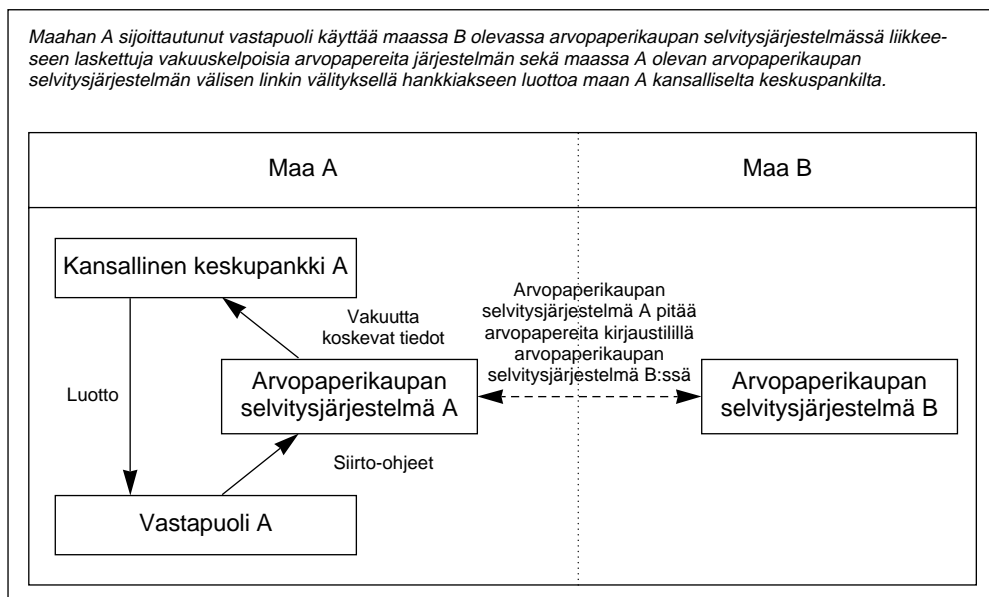 Maahan A sijoittautunut vastapuoli käyttää maassa B olevassa arvopaperikaupan selvitysjärjestelmässä liikkee-
seen laskettuja vakuuskelpoisia arvopapereita järjestelmän sekä maassa A olevan arvopaperikaupan
selvitysjärjestelmän välisen linkin välityksellä hankkiakseen luottoa maan A kansalliselta keskuspankilta.
Maa A
Maa B
Kansallinen keskupankki A
Vakuutta
koskevat tiedot
Arvopaperikaupan
selvitysjärjestelmä A pitää
arvopapereita kirjaustilillä
arvopaperikaupan
selvitysjärjestelmä B:ssä
Luotto
Arvopaperikaupan
selvitysjärjestelmä A
Arvopaperikaupan
selvitysjärjestelmä B
Siirto-ohjeet
Vastapuoli A